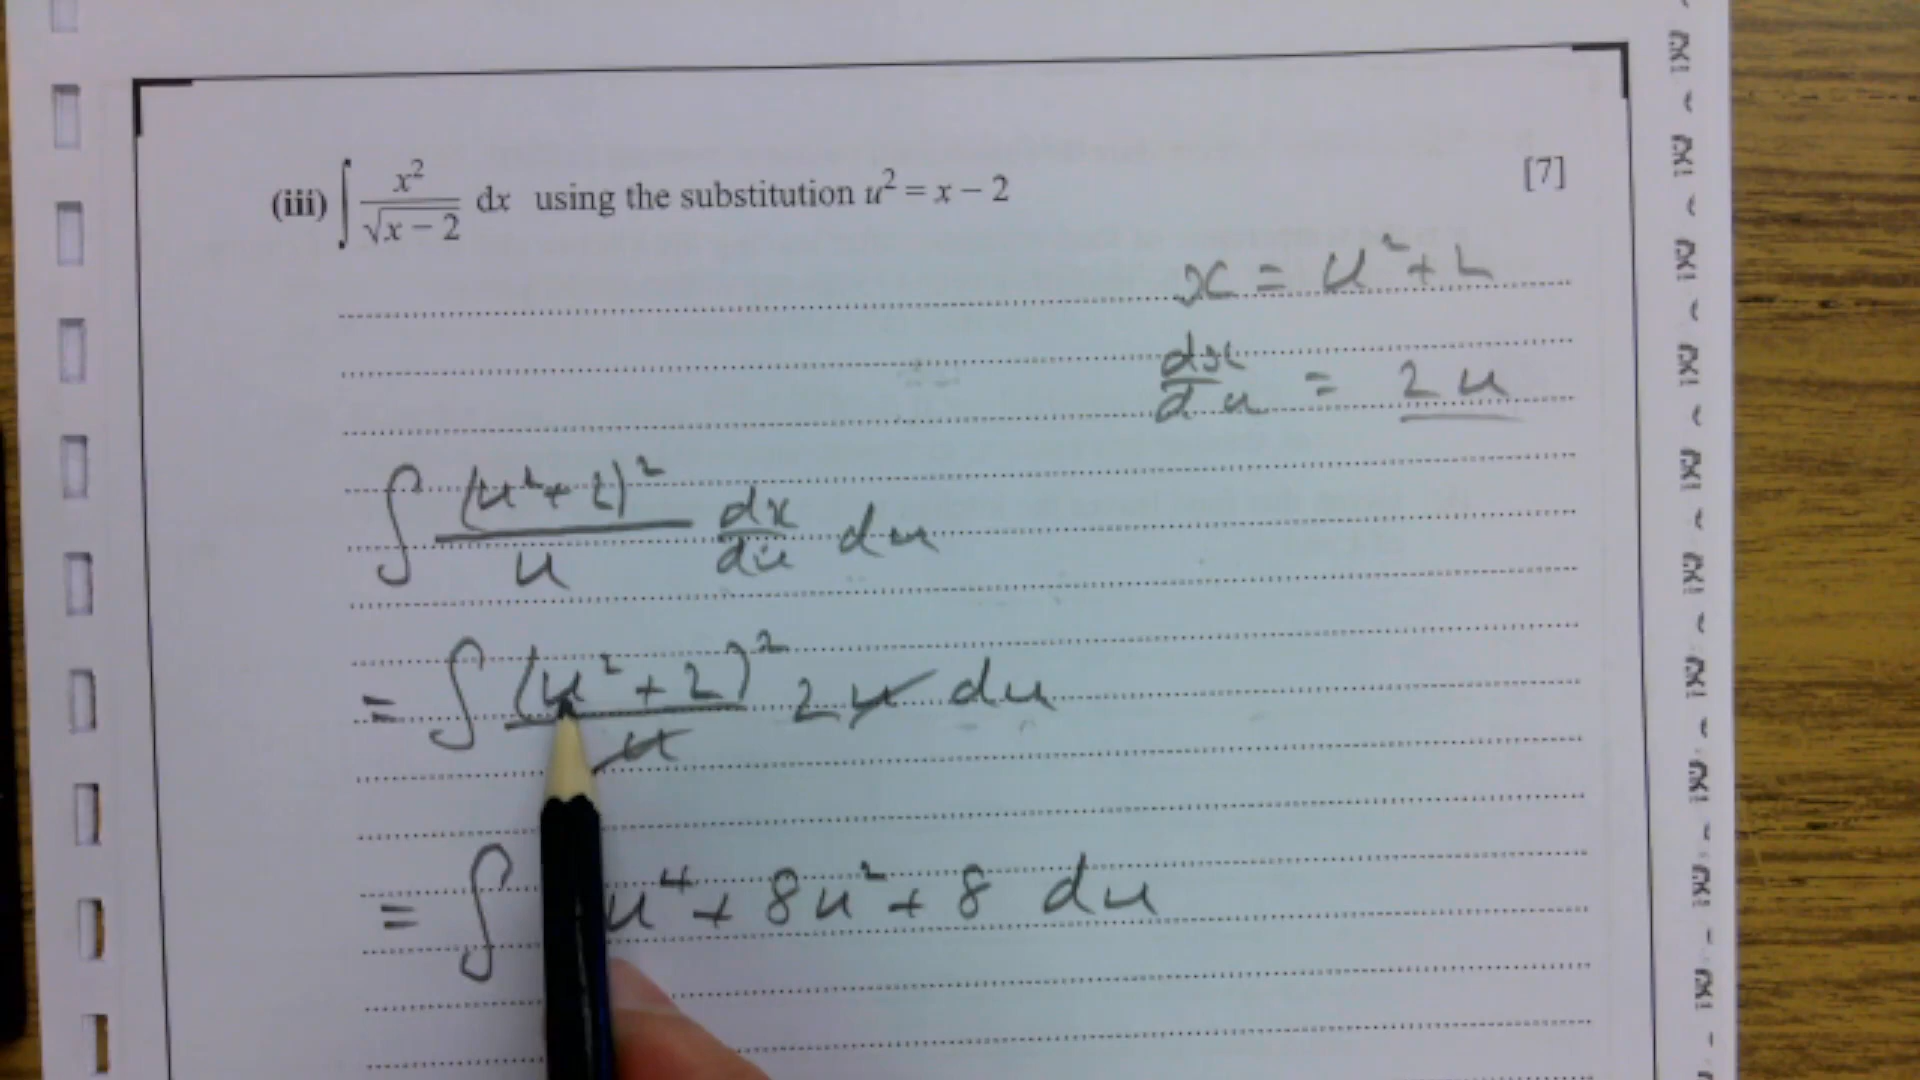 (iii) ∫ x²/√(x − 2) dx using the substitution u² = x − 2 [7]
x = u² + 2
dx/du = 2u
∫ (u² + 2)²/u dx/du du
= ∫ (u² + 2)²/u 2u du
= ∫ u⁴ + 8u² + 8 du